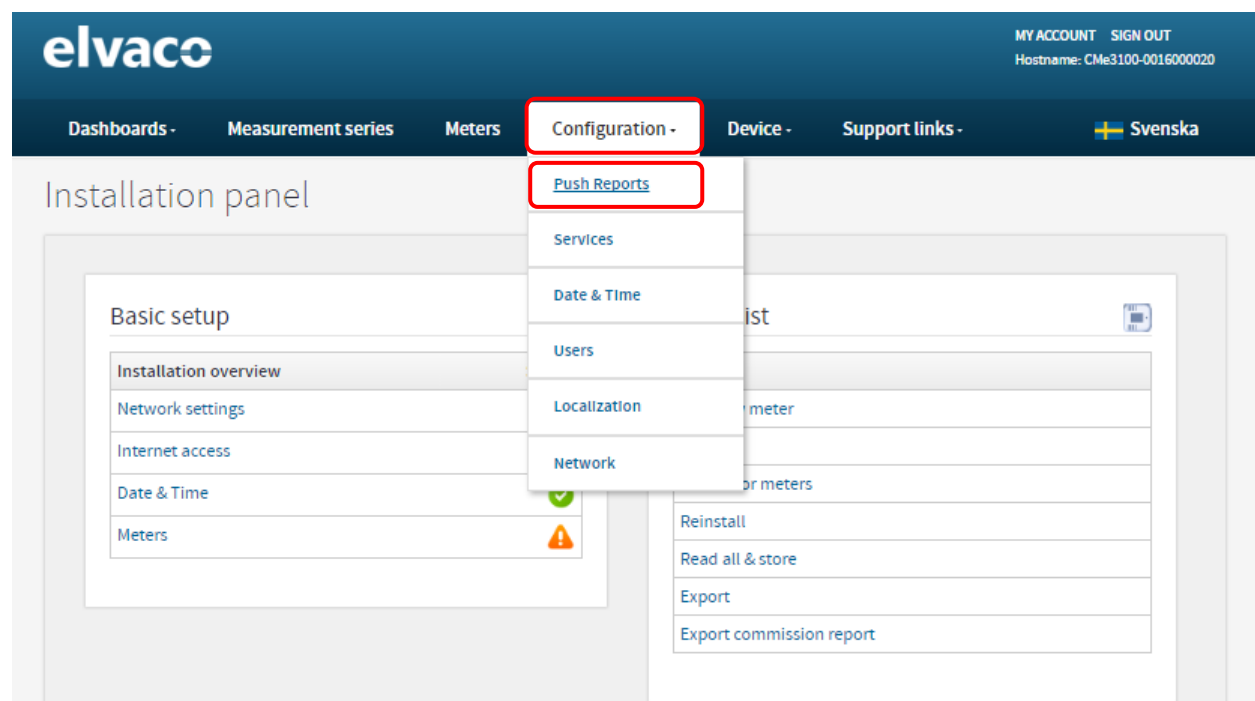 elvaco
MY ACCOUNT SIGN OUT
Hostname: CMe3100-0016000020
Dashboards - Measurement series Meters Configuration - Device - Support links - Svenska
Installation panel
Push Reports
Services
Date & Time
Users
Localization
Network
Basic setup
Installation overview
Network settings
Internet access
Date & Time
Meters
ist
meter
or meters
Reinstall
Read all & store
Export
Export commission report